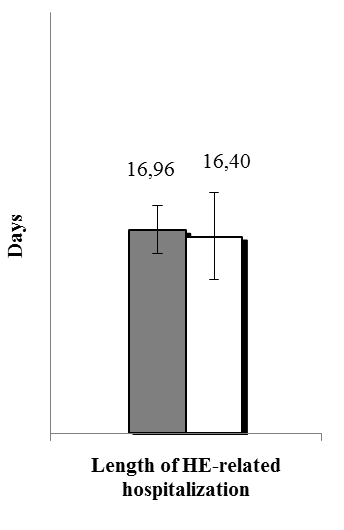 16,96
16,40
Days
Length of HE-related
hospitalization